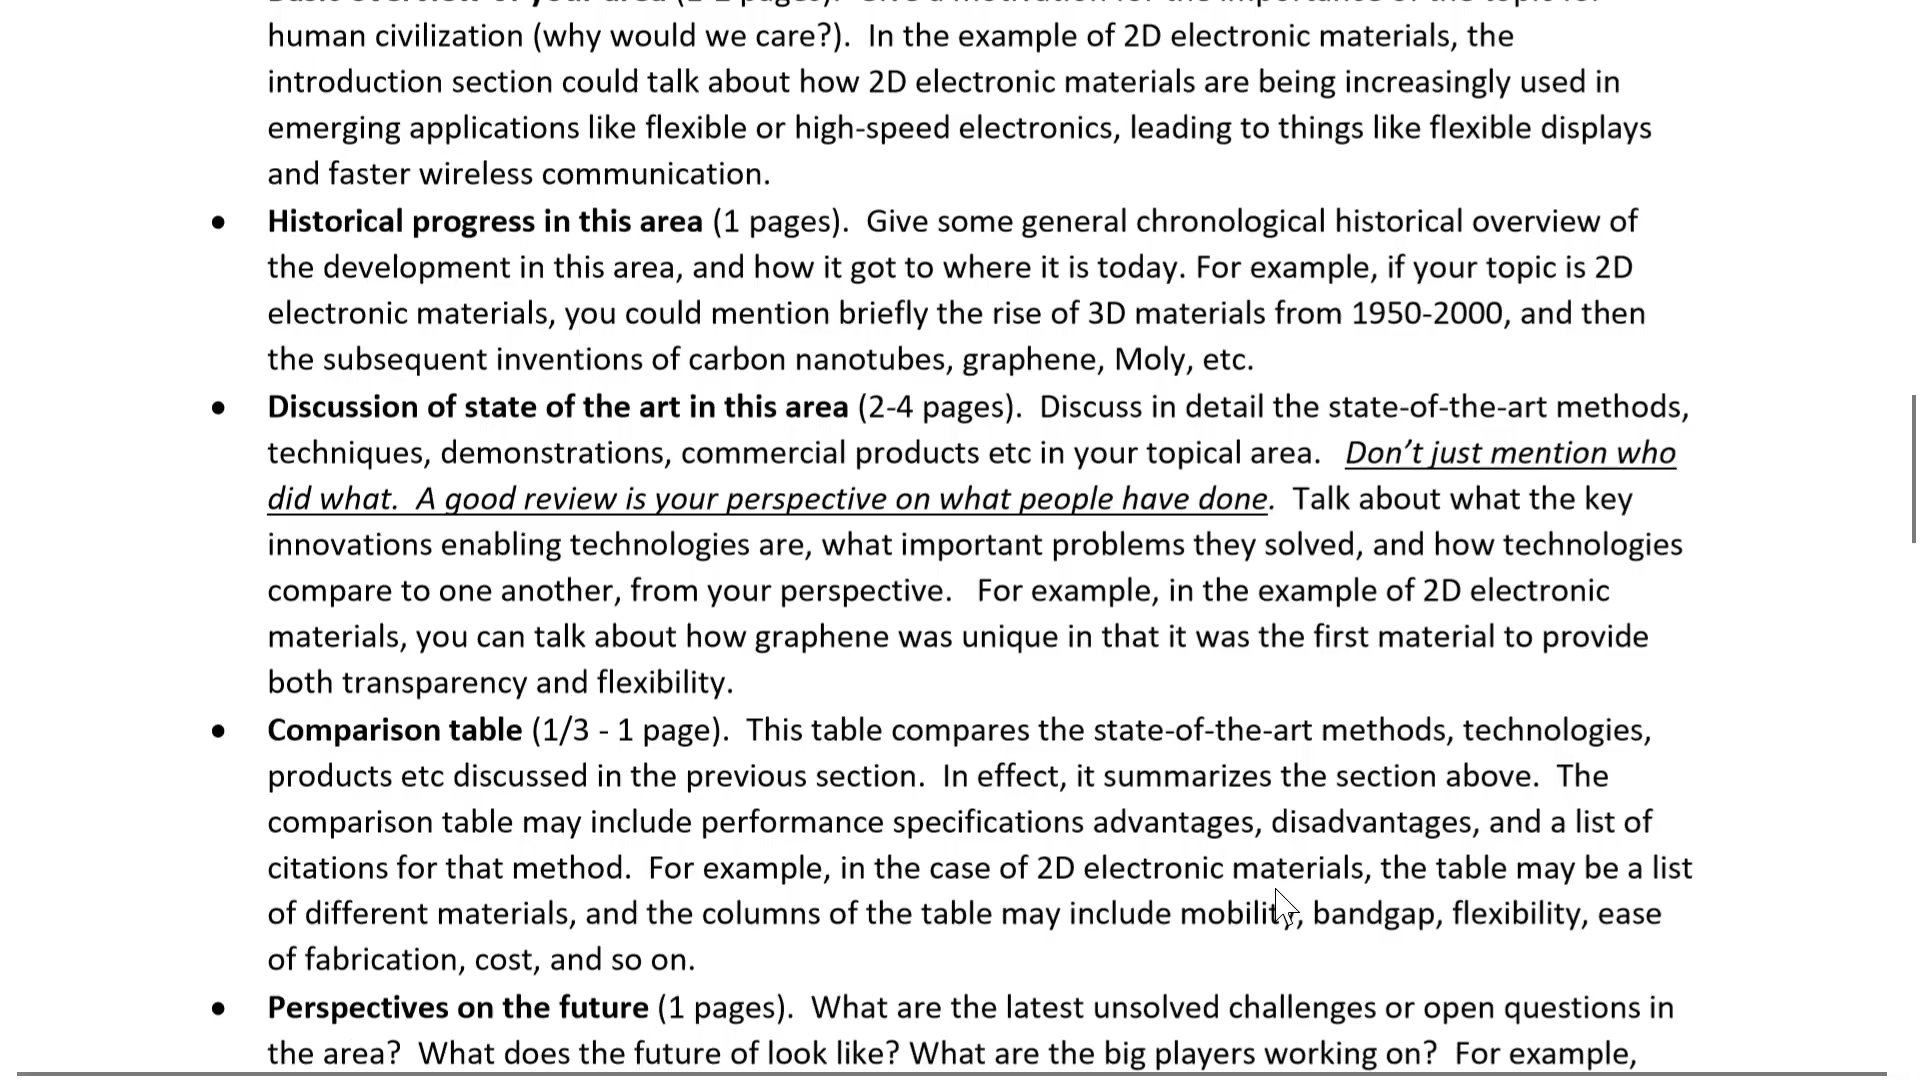 human civilization (why would we care?).  In the example of 2D electronic materials, the
introduction section could talk about how 2D electronic materials are being increasingly used in
emerging applications like flexible or high-speed electronics, leading to things like flexible displays
and faster wireless communication.
● Historical progress in this area (1 pages).  Give some general chronological historical overview of
the development in this area, and how it got to where it is today. For example, if your topic is 2D
electronic materials, you could mention briefly the rise of 3D materials from 1950-2000, and then
the subsequent inventions of carbon nanotubes, graphene, Moly, etc.
● Discussion of state of the art in this area (2-4 pages).  Discuss in detail the state-of-the-art methods,
techniques, demonstrations, commercial products etc in your topical area.   Don’t just mention who
did what.  A good review is your perspective on what people have done.  Talk about what the key
innovations enabling technologies are, what important problems they solved, and how technologies
compare to one another, from your perspective.   For example, in the example of 2D electronic
materials, you can talk about how graphene was unique in that it was the first material to provide
both transparency and flexibility.
● Comparison table (1/3 - 1 page).  This table compares the state-of-the-art methods, technologies,
products etc discussed in the previous section.  In effect, it summarizes the section above.  The
comparison table may include performance specifications advantages, disadvantages, and a list of
citations for that method.  For example, in the case of 2D electronic materials, the table may be a list
of different materials, and the columns of the table may include mobility, bandgap, flexibility, ease
of fabrication, cost, and so on.
● Perspectives on the future (1 pages).  What are the latest unsolved challenges or open questions in
the area?  What does the future of look like? What are the big players working on?  For example,